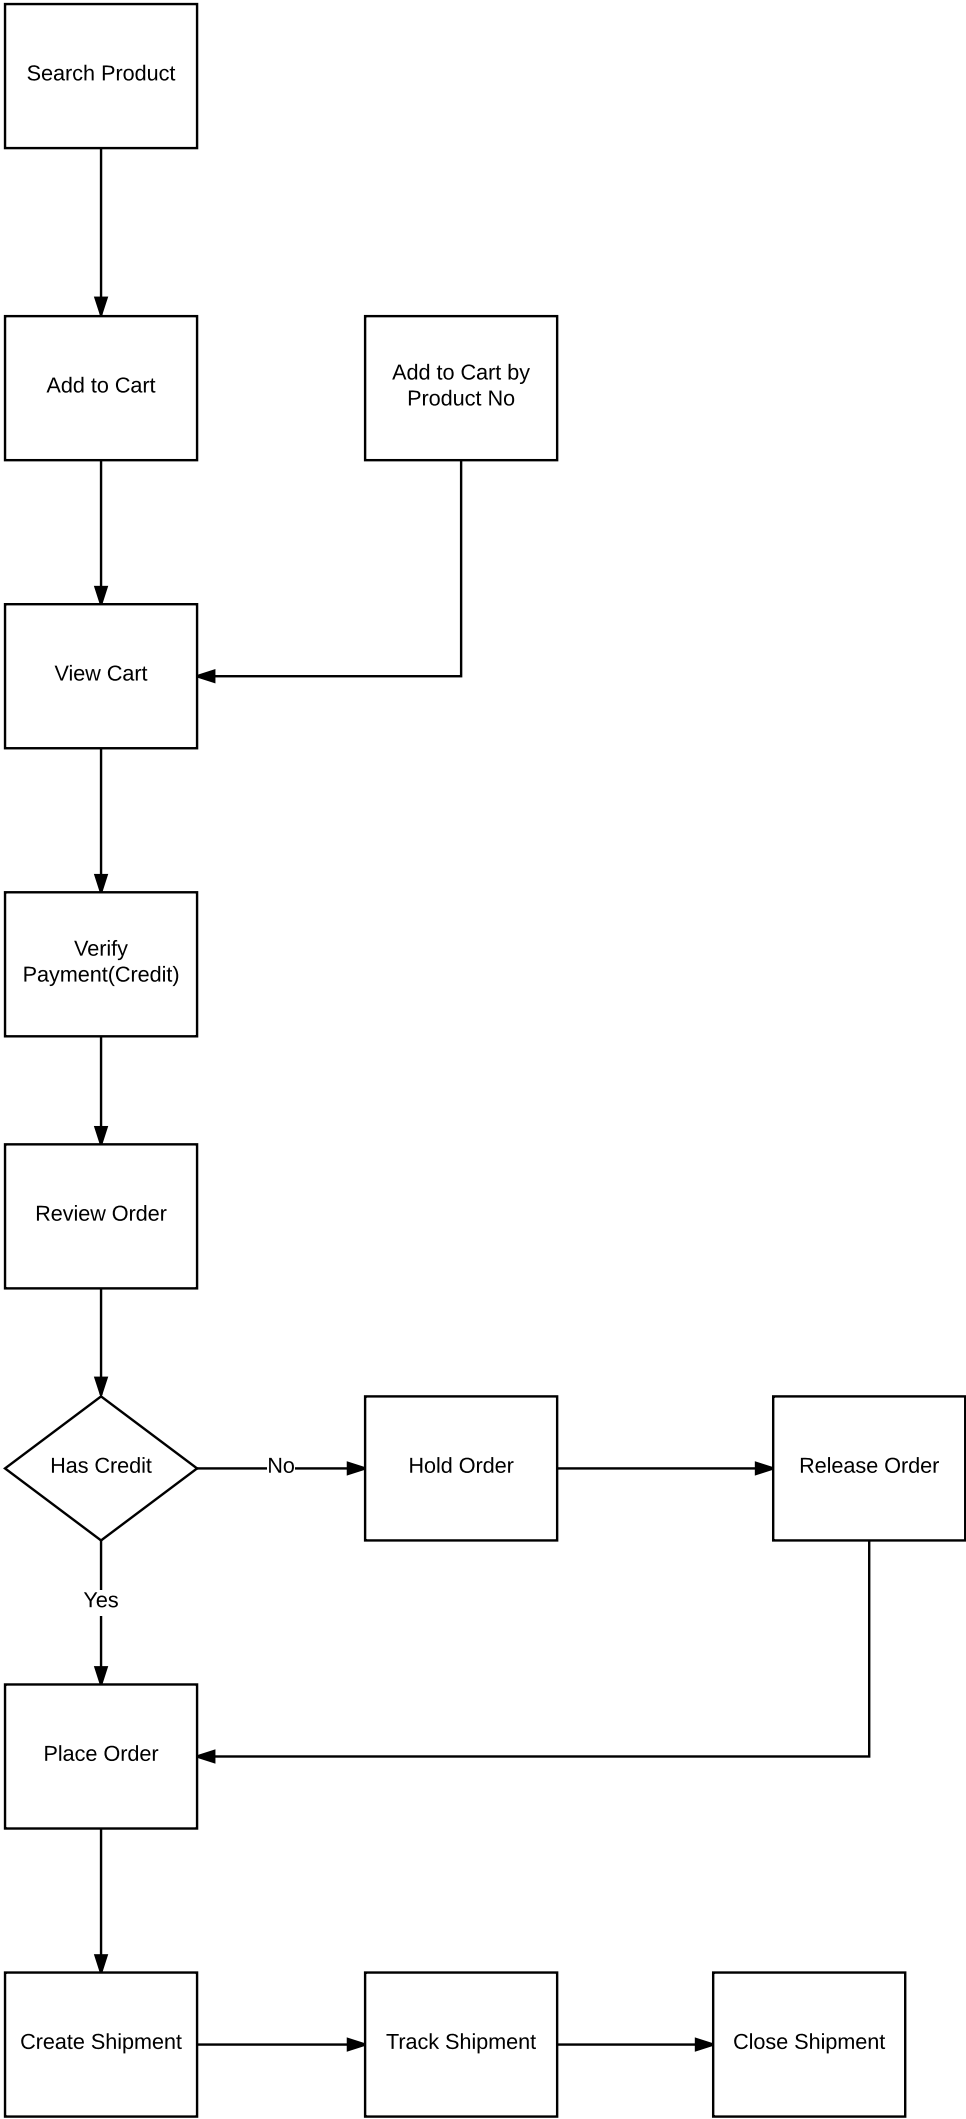 Search Product
Add to Cart
Add to Cart by
Product No
View Cart
Verify
Payment(Credit)
Review Order
Has Credit
No
Hold Order
Release Order
Yes
Place Order
Create Shipment
Track Shipment
Close Shipment